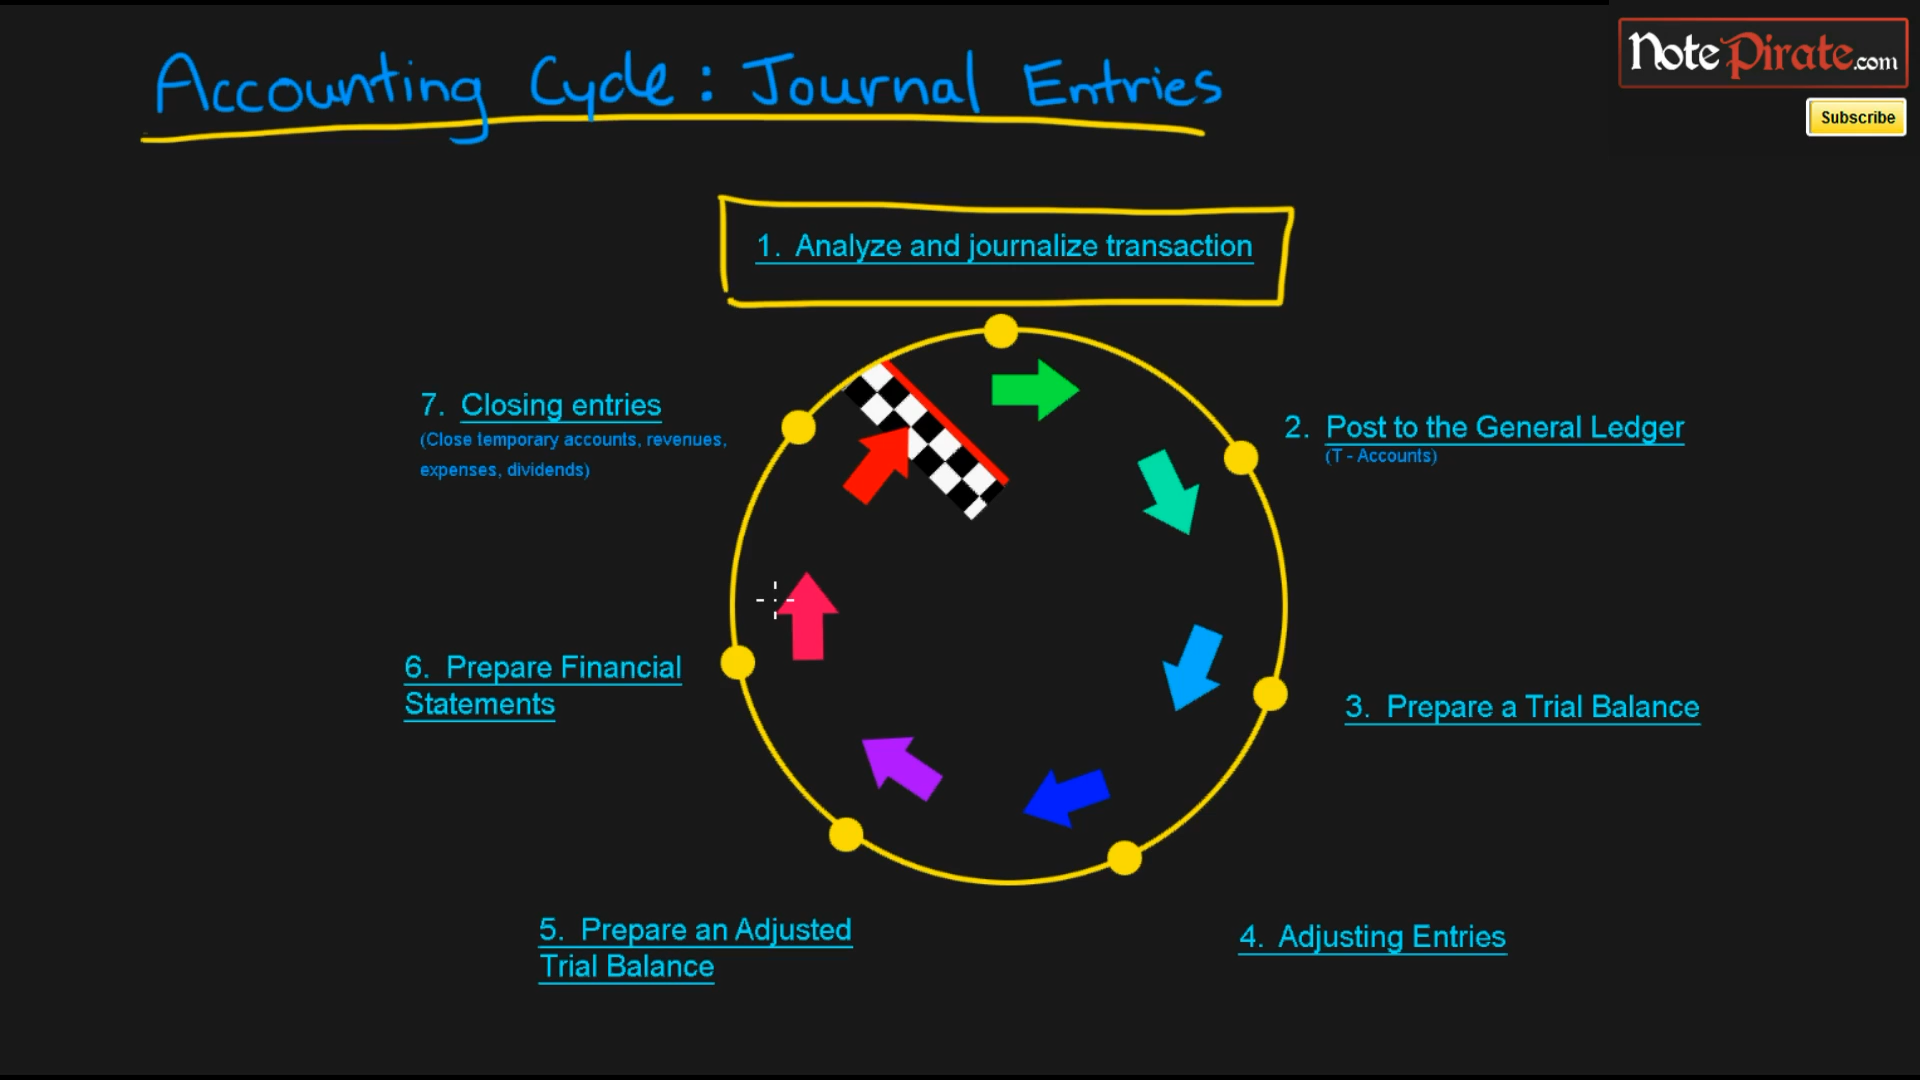 Accounting Cycle: Journal Entries
NotePirate.com
Subscribe
1. Analyze and journalize transaction
7. Closing entries
(Close temporary accounts, revenues,
expenses, dividends)
2. Post to the General Ledger
(T - Accounts)
6. Prepare Financial
Statements
3. Prepare a Trial Balance
5. Prepare an Adjusted
Trial Balance
4. Adjusting Entries